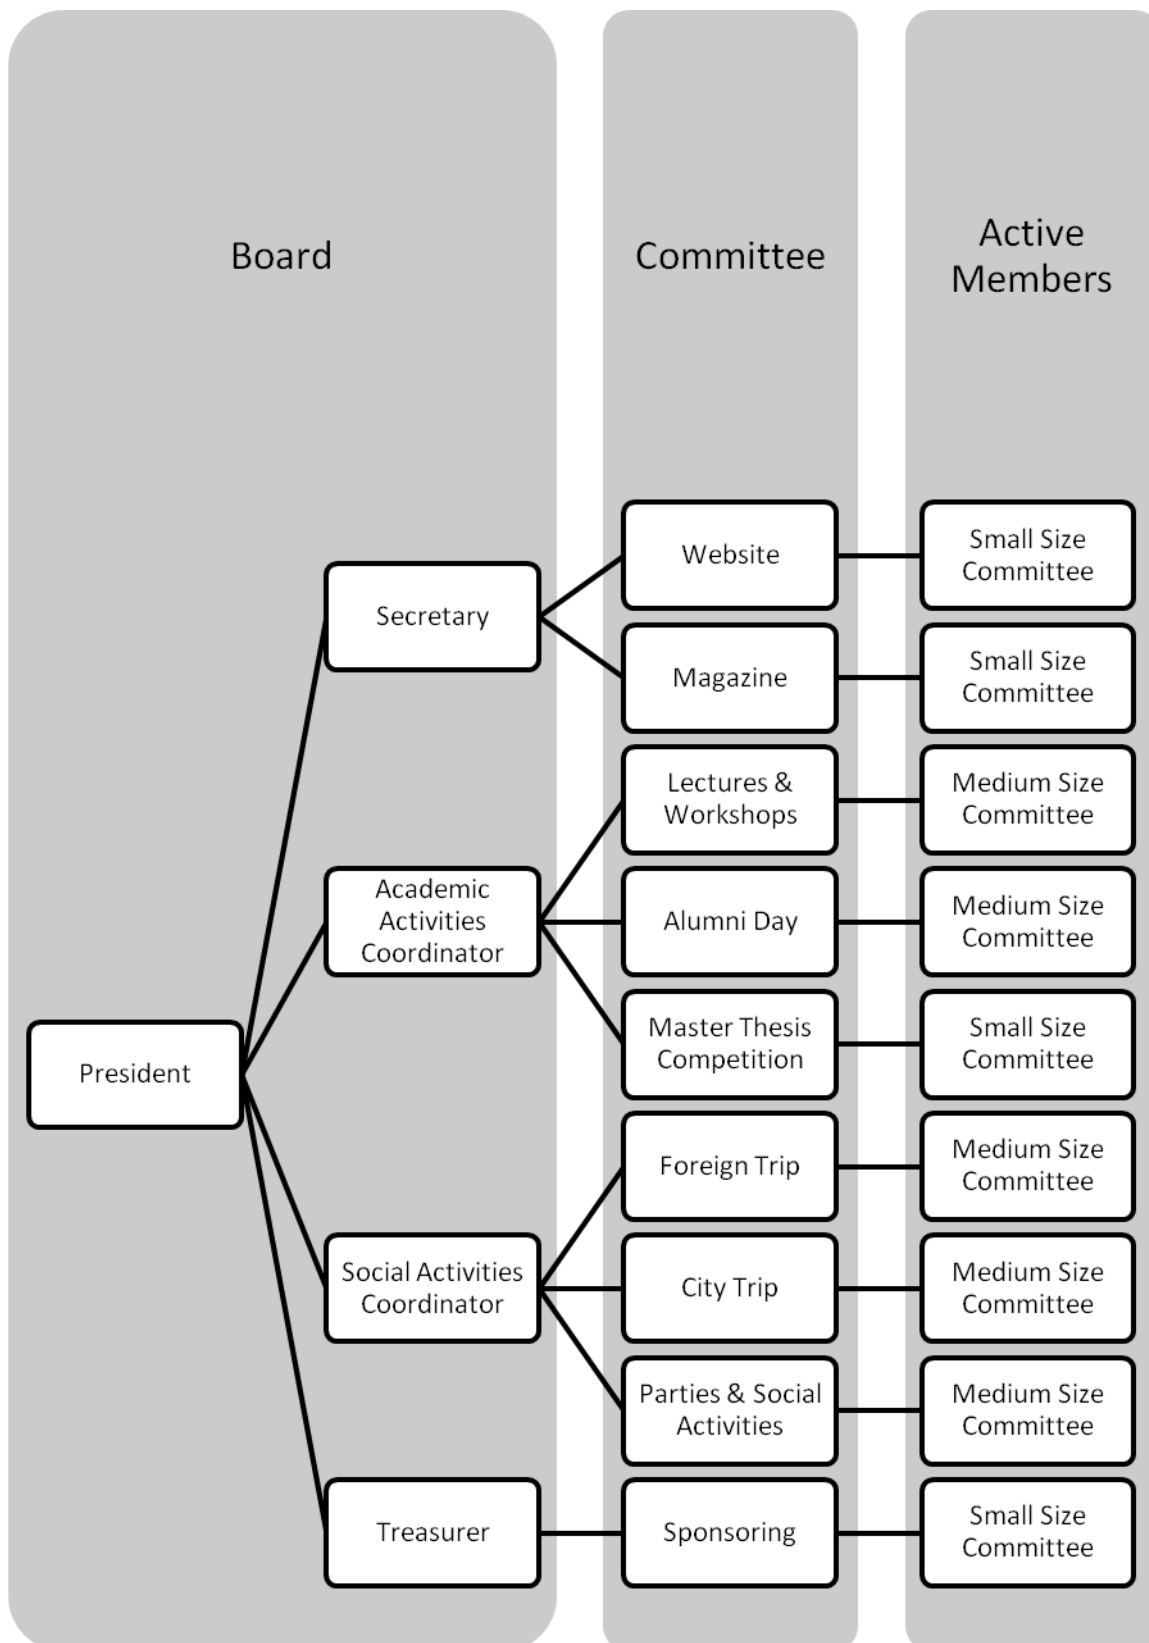 Board
Committee
Active
Members
President
Secretary
Academic
Activities
Coordinator
Social Activities
Coordinator
Treasurer
Website
Magazine
Lectures &
Workshops
Alumni Day
Master Thesis
Competition
Foreign Trip
City Trip
Parties & Social
Activities
Sponsoring
Small Size
Committee
Small Size
Committee
Medium Size
Committee
Medium Size
Committee
Small Size
Committee
Medium Size
Committee
Medium Size
Committee
Medium Size
Committee
Small Size
Committee